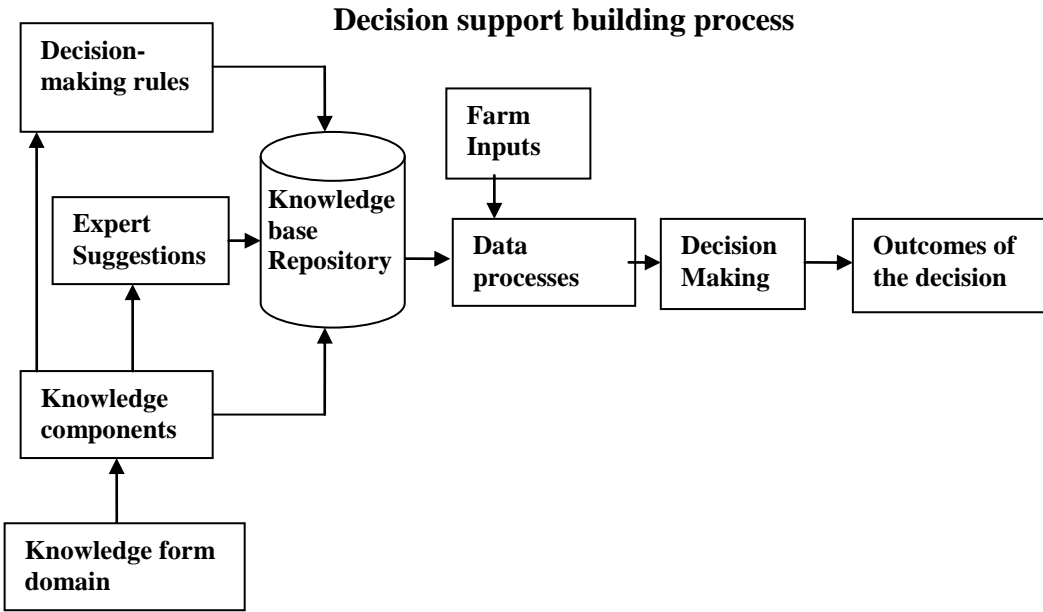 Decision support building process
Decision-
making rules
Farm
Inputs
Expert
Suggestions
Knowledge
base
Repository
Data
processes
Decision
Making
Outcomes of
the decision
Knowledge
components
Knowledge form
domain